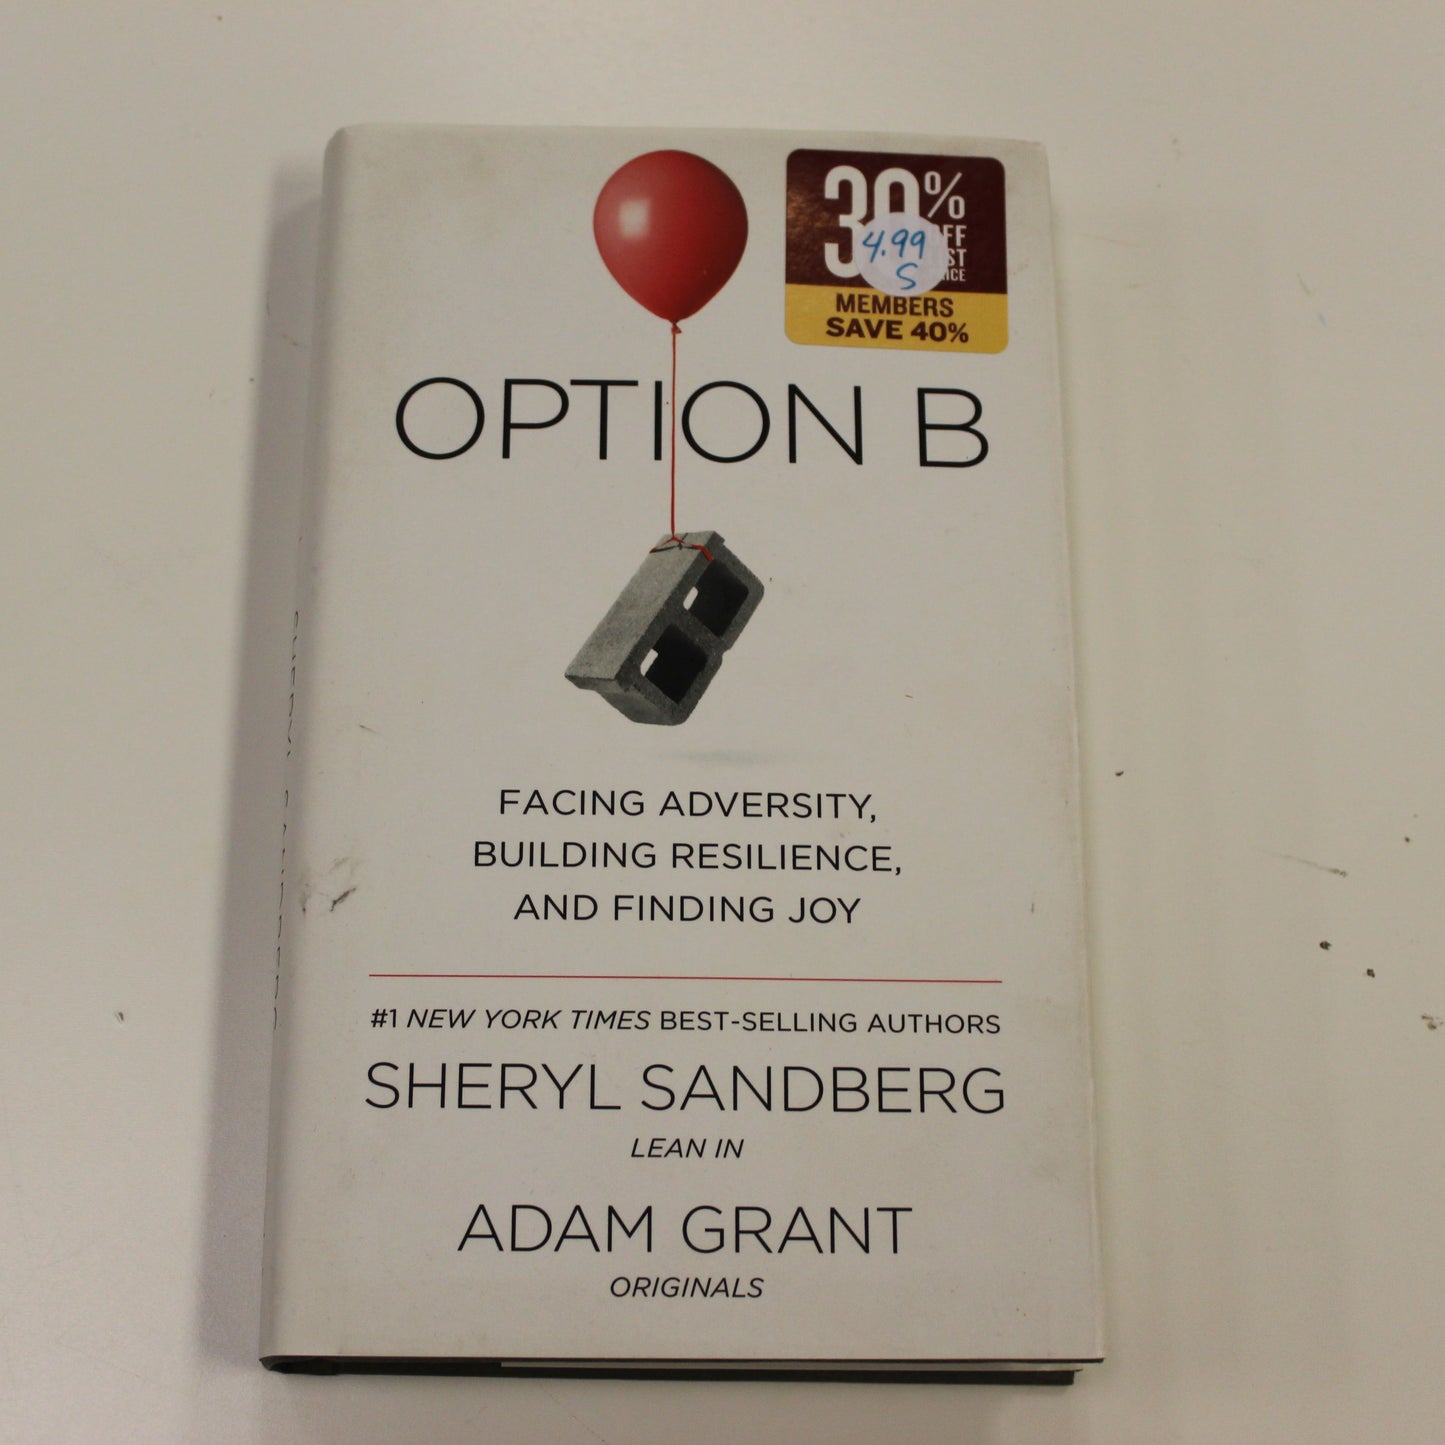 30%
OFF
4.99
S
MEMBERS
SAVE 40%
OPTION B
FACING ADVERSITY,
BUILDING RESILIENCE,
AND FINDING JOY
#1 NEW YORK TIMES BEST-SELLING AUTHORS
SHERYL SANDBERG
LEAN IN
ADAM GRANT
ORIGINALS